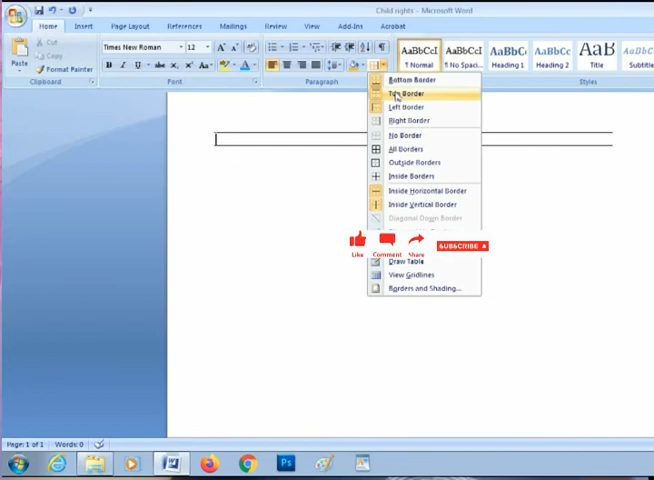 Child rights - Microsoft Word
Home Insert Page Layout References Mailings Review View Add-Ins Acrobat
Paste
Cut
Copy
Format Painter
Clipboard
Times New Roman 12
B I U abc
Font
Paragraph
AaBbCcI AaBbCcI AaBbC AaBbCc AaB AaBbCc
¶ Normal ¶ No Spaci... Heading 1 Heading 2 Title Subtitle
Styles
Bottom Border
Top Border
Left Border
Right Border
No Border
All Borders
Outside Borders
Inside Borders
Inside Horizontal Border
Inside Vertical Border
Diagonal Down Border
Like Comment Share SUBSCRIBE
Draw Table
View Gridlines
Borders and Shading...
Page: 1 of 1 Words: 0
Ps